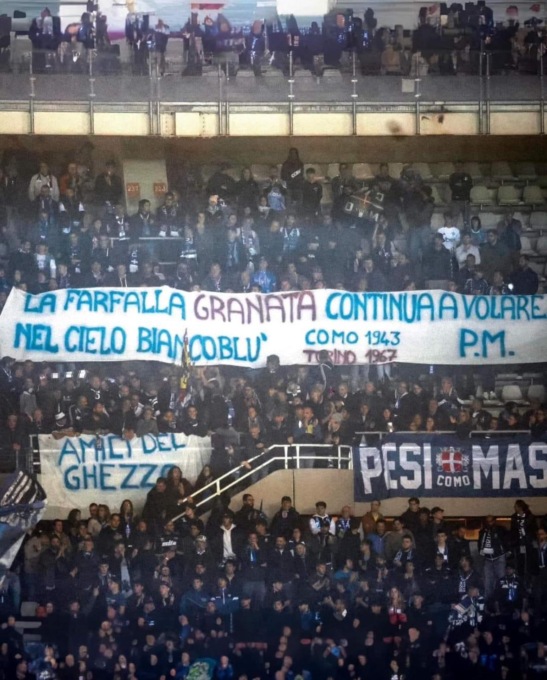 LA FARFALLA GRANATA CONTINUA A VOLARE
NEL CIELO BIANCOBLU'
COMO 1943
TORINO 1967
P.M.
AMICI DEL
GHEZZO
PESI MAS
COMO